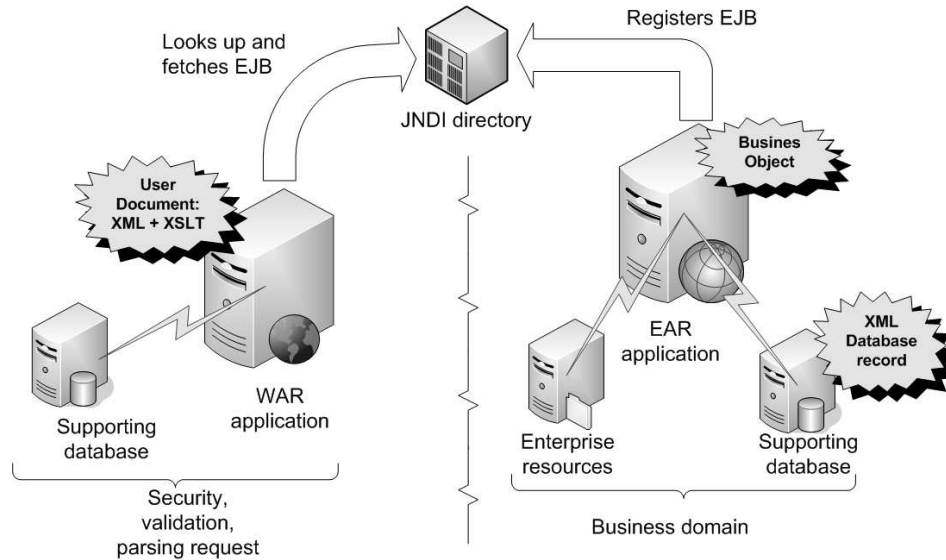 Registers EJB
Looks up and
fetches EJB
JNDI directory
Busines
Object
User
Document:
XML + XSLT
XML
Database
record
EAR
application
WAR
application
Supporting
database
Enterprise
resources
Supporting
database
Security,
validation,
parsing request
Business domain